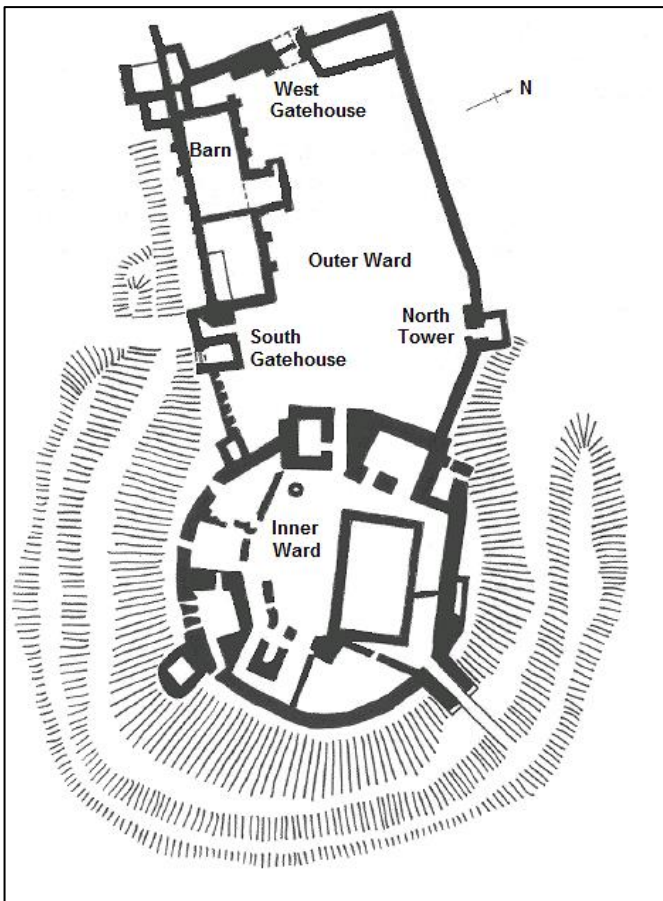 West
Gatehouse
N
Barn
Outer Ward
North
Tower
South
Gatehouse
Inner
Ward